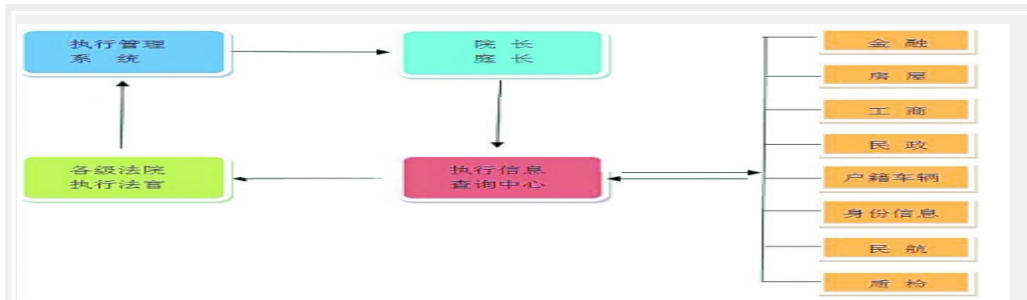 执行管理
系 统
院 长
庭 长
各级法院
执行法官
执行信息
查询中心
金 融
房 屋
工 商
民 政
户籍车辆
身份信息
民 航
质 检